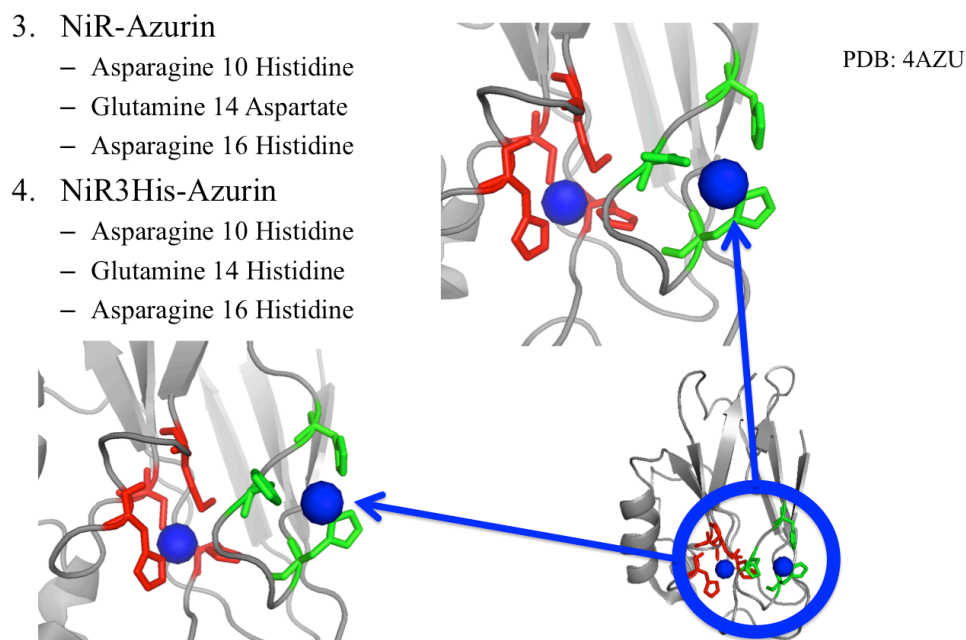 3. NiR-Azurin
– Asparagine 10 Histidine
– Glutamine 14 Aspartate
– Asparagine 16 Histidine
4. NiR3His-Azurin
– Asparagine 10 Histidine
– Glutamine 14 Histidine
– Asparagine 16 Histidine
PDB: 4AZU